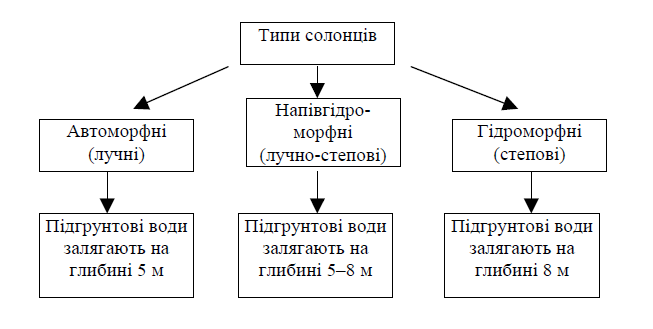 Типи солонців
Автоморфні
(лучні)
Напівгідро-
морфні
(лучно-степові)
Гідроморфні
(степові)
Підгрунтові води
залягають на
глибині 5 м
Підгрунтові води
залягають на
глибині 5–8 м
Підгрунтові води
залягають на
глибині 8 м